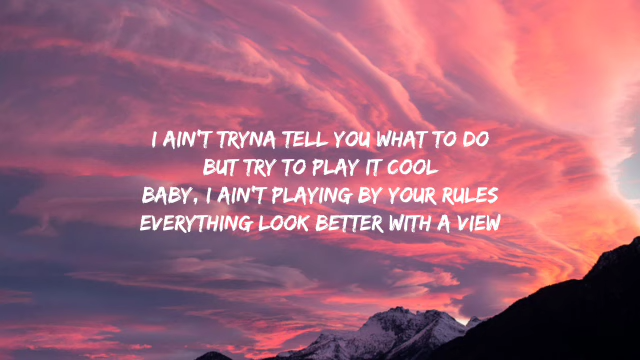 I AIN'T TRYNA TELL YOU WHAT TO DO
BUT TRY TO PLAY IT COOL
BABY, I AIN'T PLAYING BY YOUR RULES
EVERYTHING LOOK BETTER WITH A VIEW